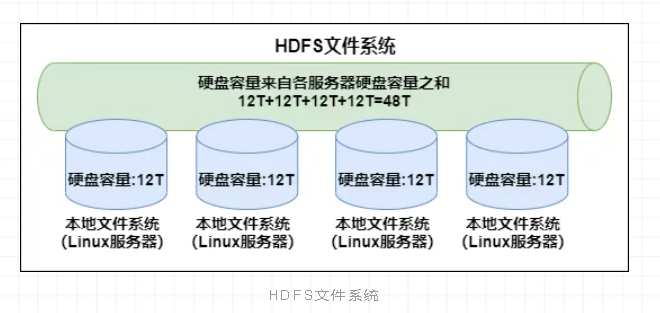 HDFS文件系统
硬盘容量来自各服务器硬盘容量之和
12T+12T+12T+12T=48T
硬盘容量:12T
硬盘容量:12T
硬盘容量:12T
硬盘容量:12T
本地文件系统
(Linux服务器)
本地文件系统
(Linux服务器)
本地文件系统
(Linux服务器)
本地文件系统
(Linux服务器)
HDFS文件系统